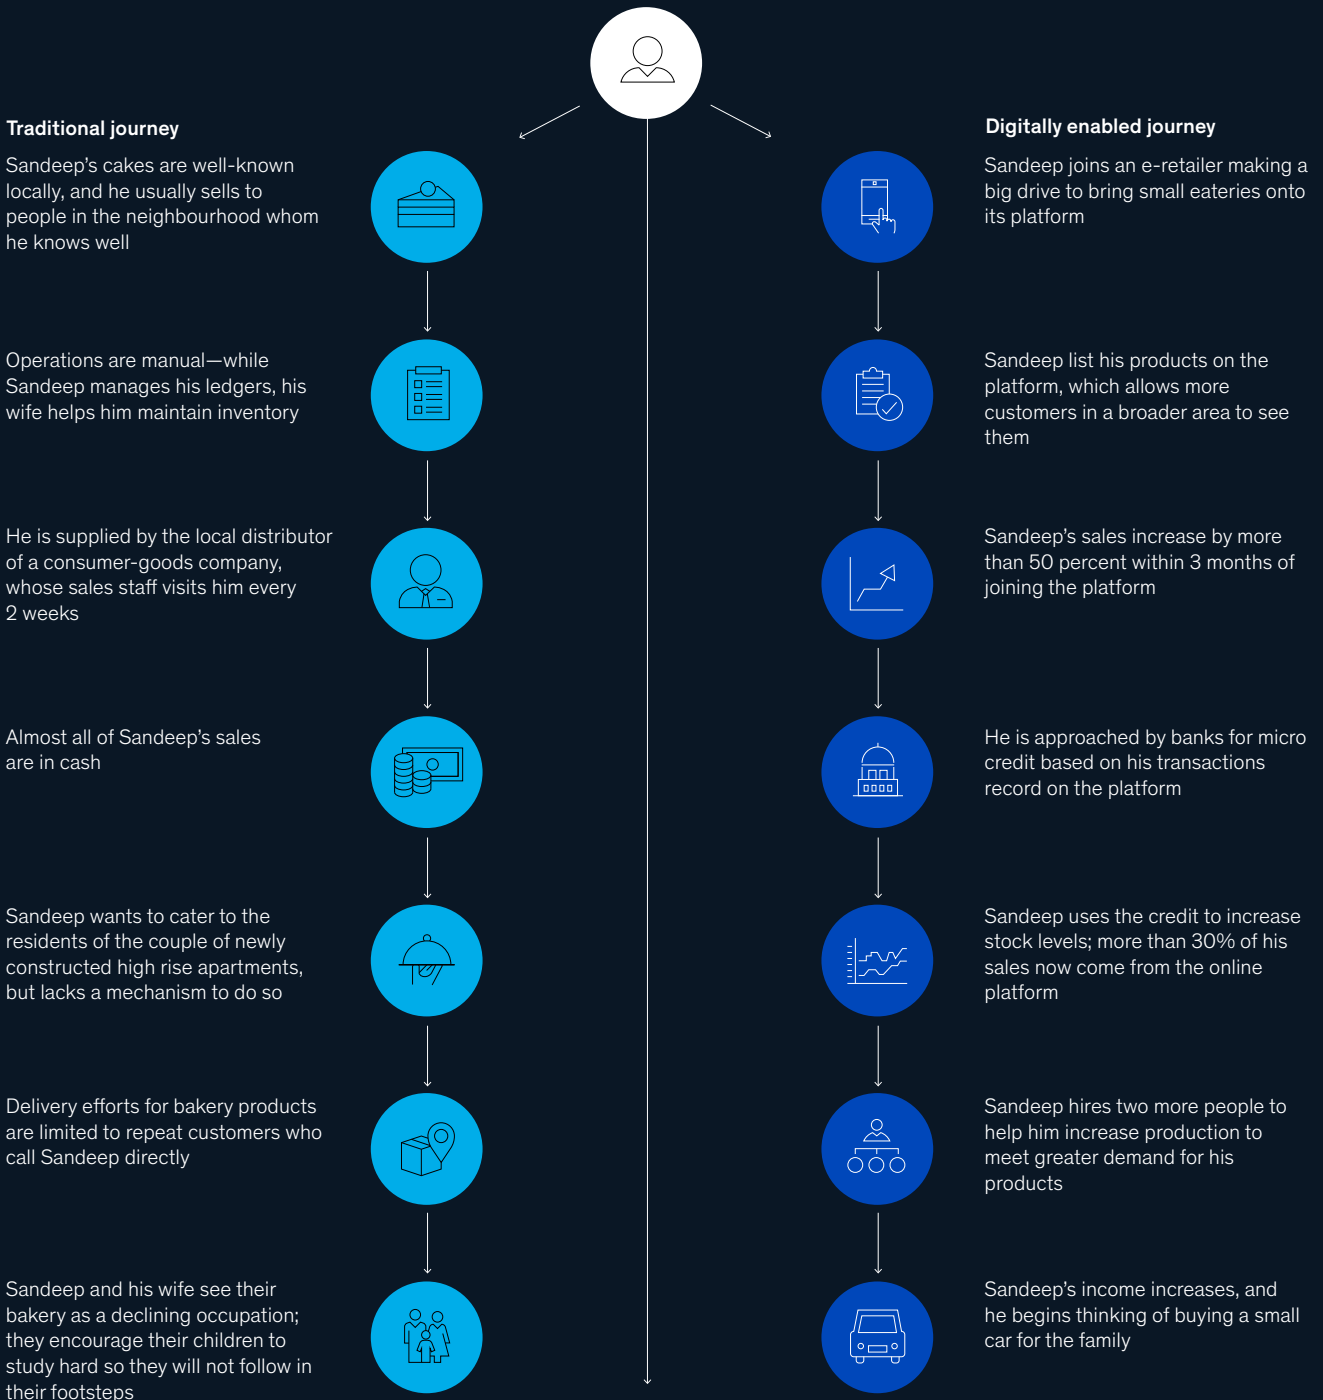 Traditional journey
Sandeep’s cakes are well-known
locally, and he usually sells to
people in the neighbourhood whom
he knows well
Operations are manual—while
Sandeep manages his ledgers, his
wife helps him maintain inventory
He is supplied by the local distributor
of a consumer-goods company,
whose sales staff visits him every
2 weeks
Almost all of Sandeep’s sales
are in cash
Sandeep wants to cater to the
residents of the couple of newly
constructed high rise apartments,
but lacks a mechanism to do so
Delivery efforts for bakery products
are limited to repeat customers who
call Sandeep directly
Sandeep and his wife see their
bakery as a declining occupation;
they encourage their children to
study hard so they will not follow in
their footsteps
Digitally enabled journey
Sandeep joins an e-retailer making a
big drive to bring small eateries onto
its platform
Sandeep list his products on the
platform, which allows more
customers in a broader area to see
them
Sandeep’s sales increase by more
than 50 percent within 3 months of
joining the platform
He is approached by banks for micro
credit based on his transactions
record on the platform
Sandeep uses the credit to increase
stock levels; more than 30% of his
sales now come from the online
platform
Sandeep hires two more people to
help him increase production to
meet greater demand for his
products
Sandeep’s income increases, and
he begins thinking of buying a small
car for the family